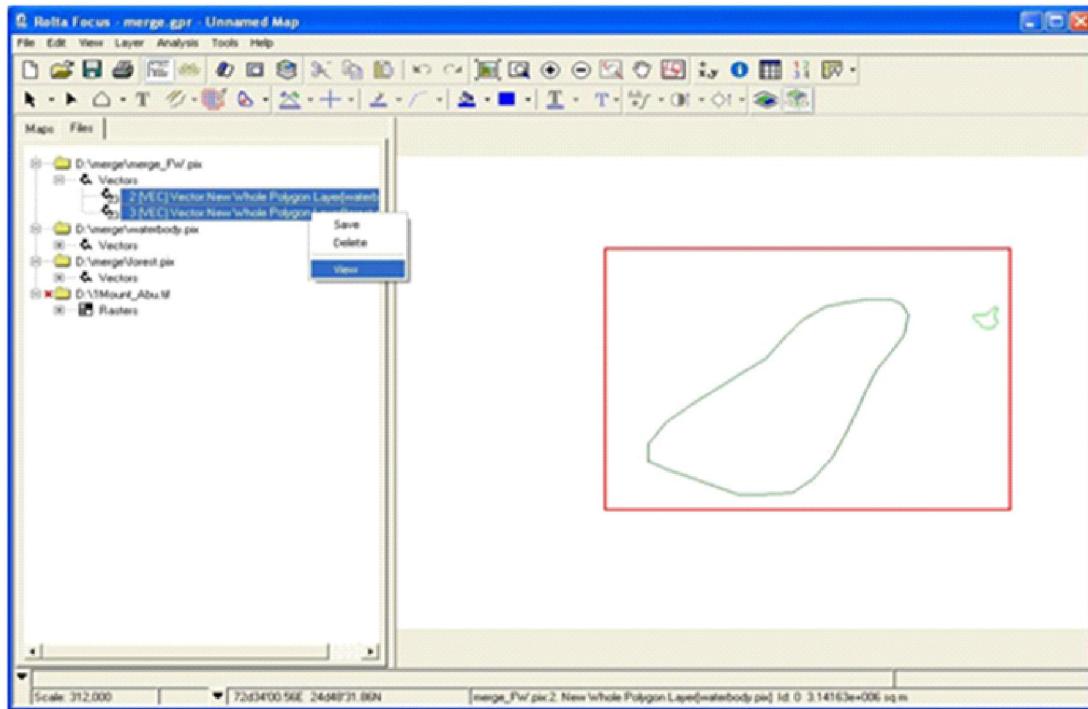 Rolta Focus - merge.gpr - Unnamed Map
File Edit View Layer Analysis Tools Help
Maps Files
D:\merge\merge_FW.pix
Vectors
2 [VEC] Vector:New Whole Polygon Layer[waterb
3 [VEC] Vector:New Whole Polygon
Save
Delete
View
D:\merge\waterbody.pix
Vectors
D:\merge\forest.pix
Vectors
D:\1Mount_Abu.tif
Rasters
Scale: 312,000
72d34'00.56E 24d48'31.86N
merge_FW.pix:2. New Whole Polygon Layer[waterbody.pix] Id: 0 3.14163e+006 sq.m